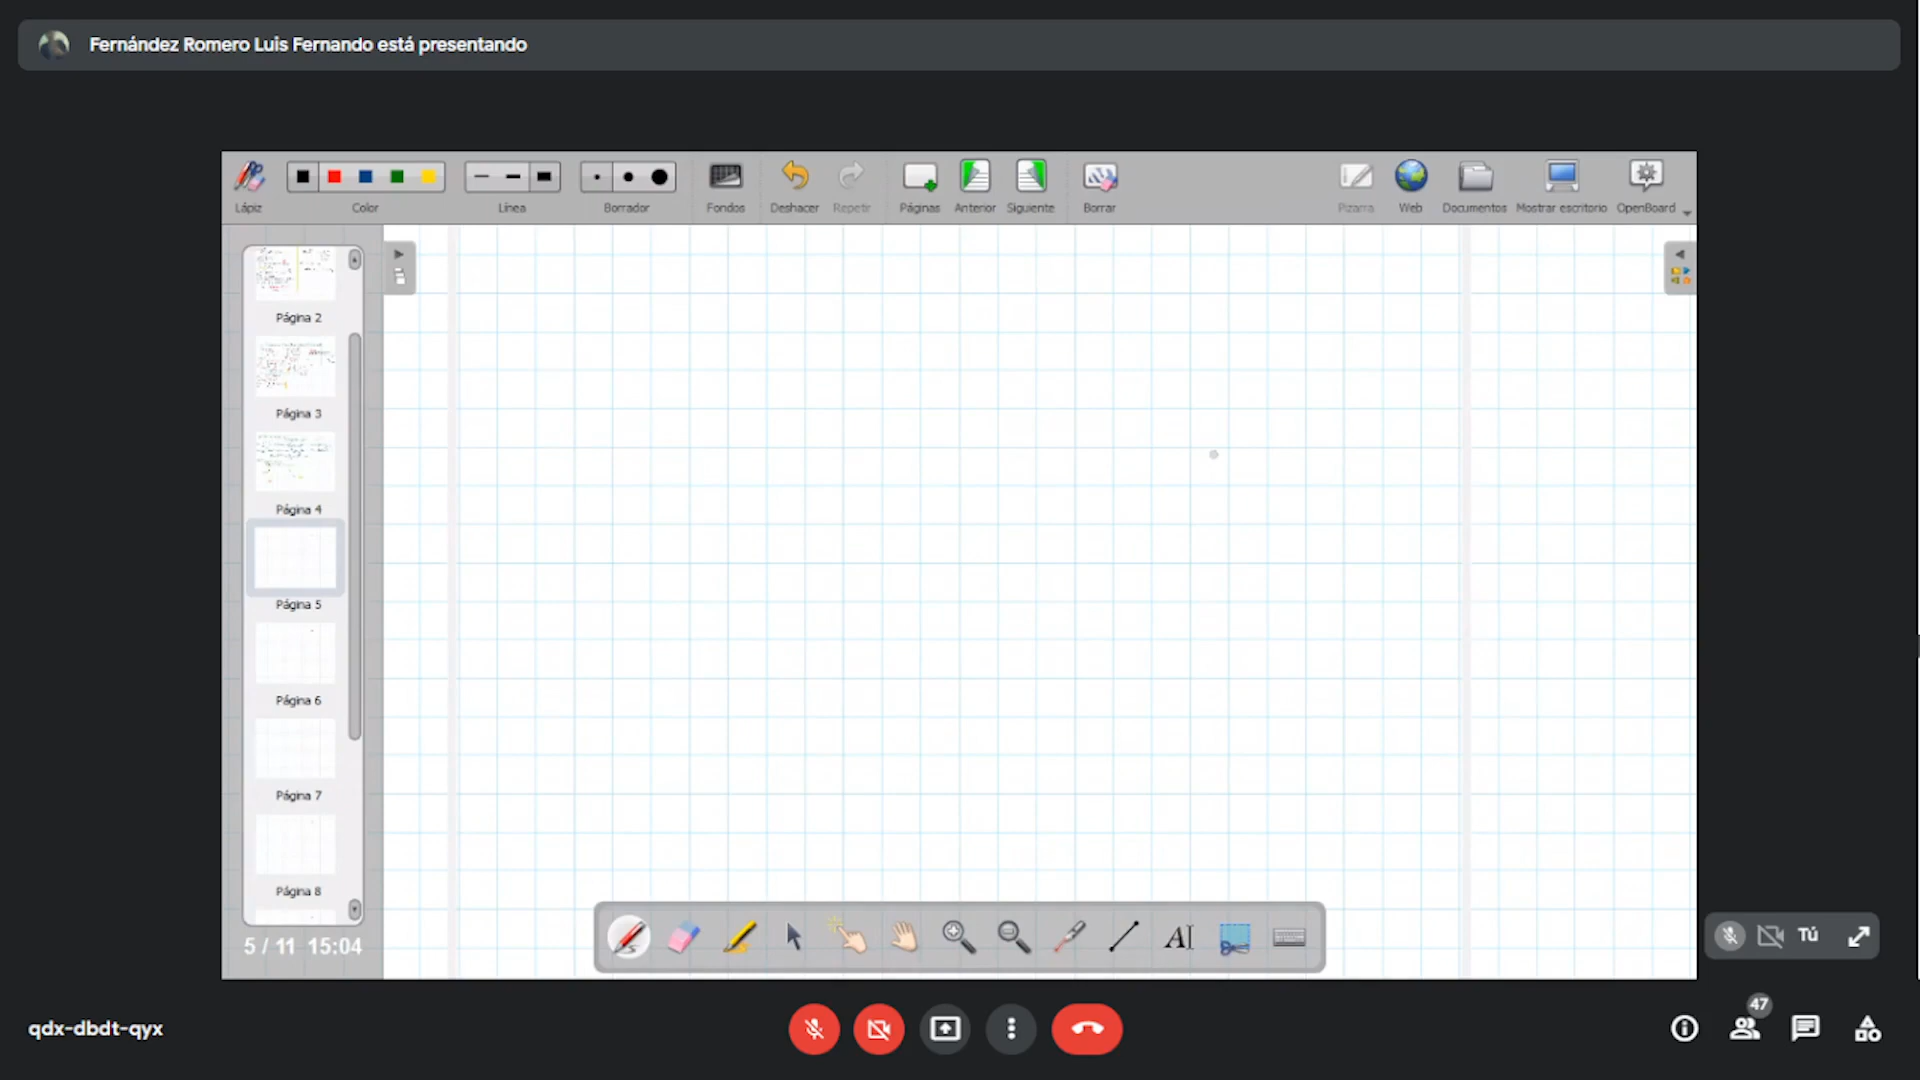 Fernández Romero Luis Fernando está presentando
Lápiz
Color
Línea
Borrador
Fondos
Deshacer
Repetir
Páginas
Anterior
Siguiente
Borrar
Pizarra
Web
Documentos
Mostrar escritorio
OpenBoard
Página 2
Página 3
Página 4
Página 5
Página 6
Página 7
Página 8
5 / 11 15:04
AI
Tú
qdx-dbdt-qyx
47